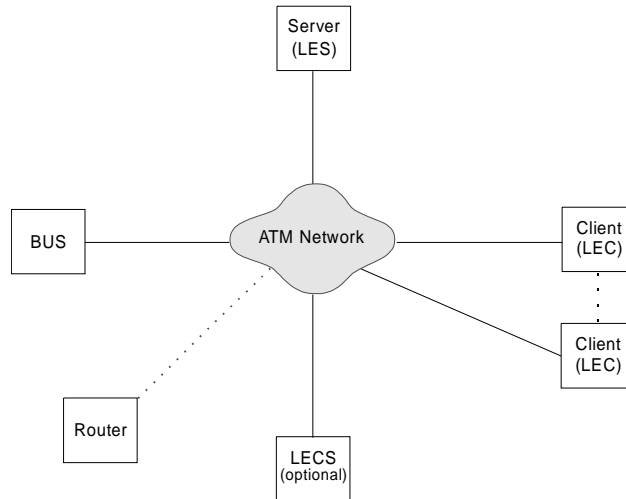 Server
(LES)
BUS
ATM Network
Client
(LEC)
Client
(LEC)
Router
LECS
(optional)